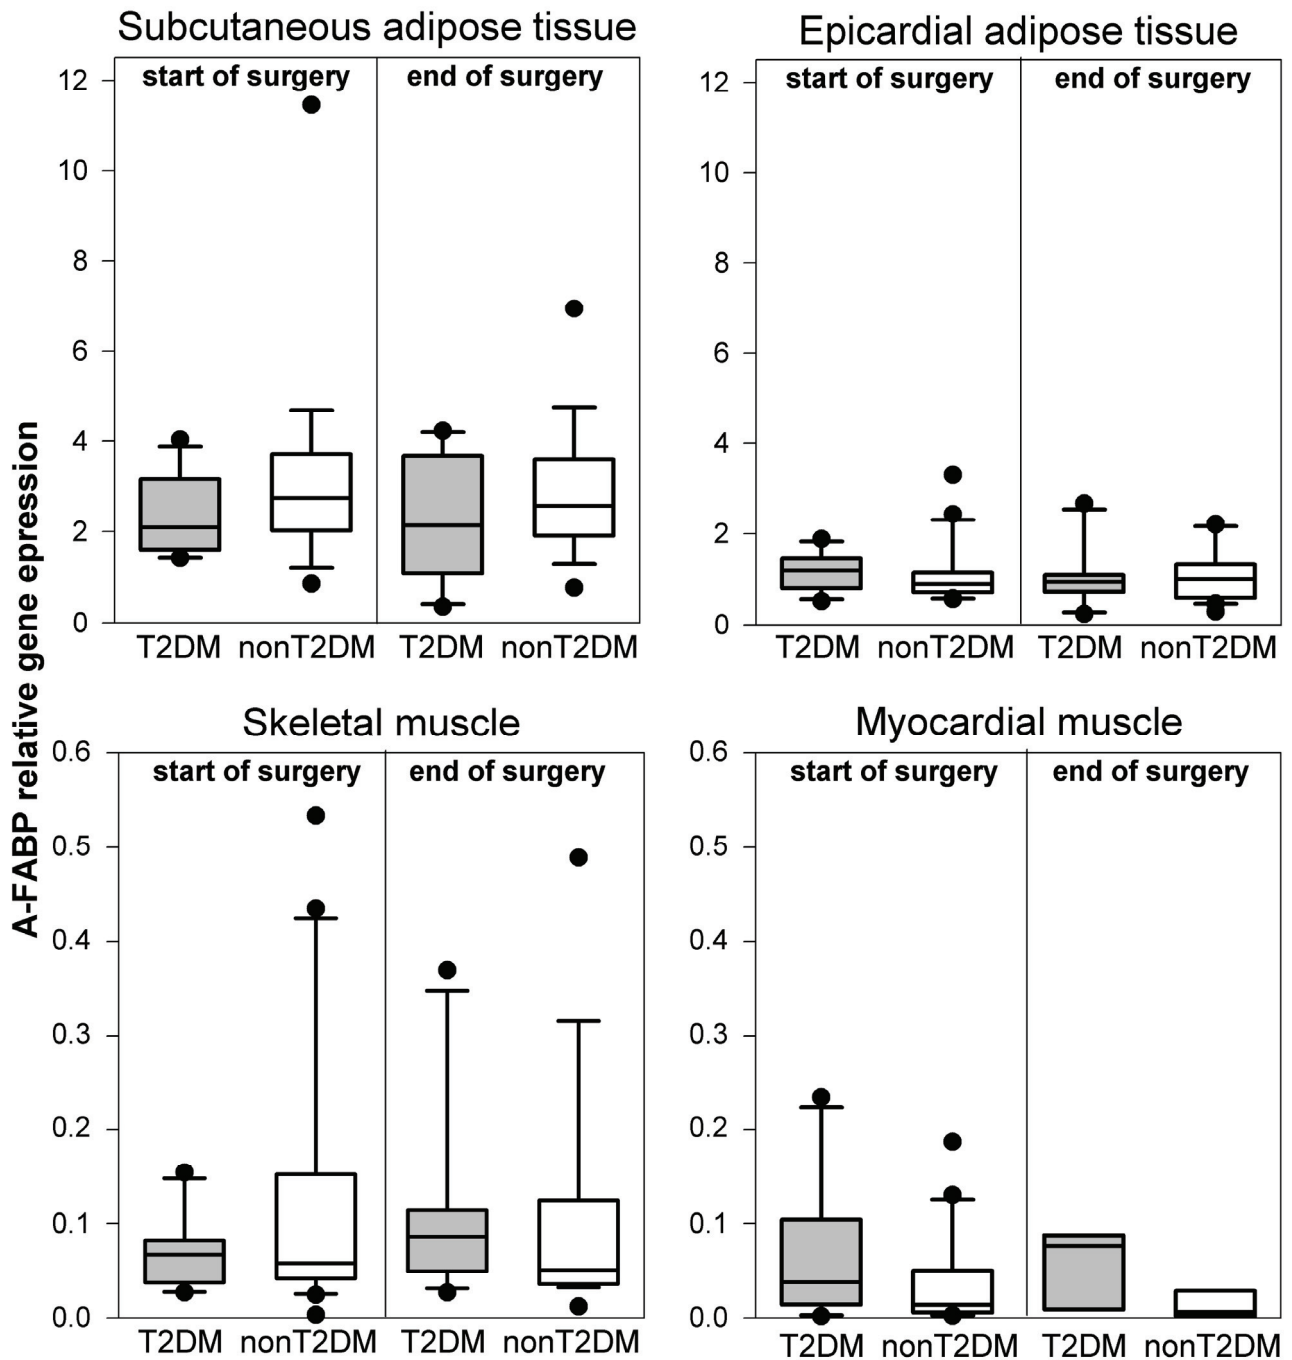 Subcutaneous adipose tissue
start of surgery
end of surgery
12
10
8
6
4
2
0
T2DM nonT2DM T2DM nonT2DM
Epicardial adipose tissue
start of surgery
end of surgery
12
10
8
6
4
2
0
T2DM nonT2DM T2DM nonT2DM
A-FABP relative gene epression
Skeletal muscle
start of surgery
end of surgery
0.6
0.5
0.4
0.3
0.2
0.1
0.0
T2DM nonT2DM T2DM nonT2DM
Myocardial muscle
start of surgery
end of surgery
0.6
0.5
0.4
0.3
0.2
0.1
0.0
T2DM nonT2DM T2DM nonT2DM